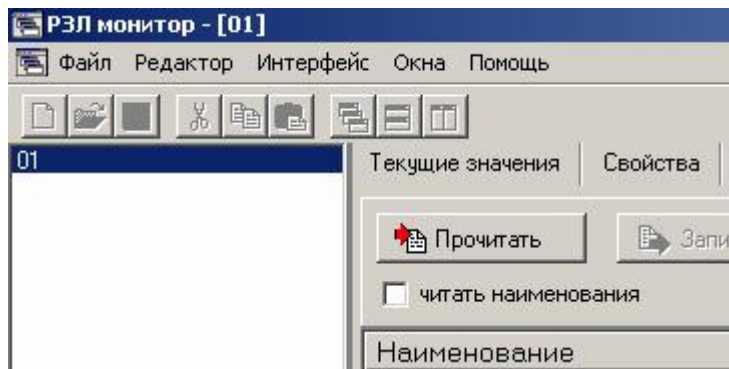 РЗЛ монитор - [01]
Файл Редактор Интерфейс Окна Помощь
01
Текущие значения Свойства
Прочитать
читать наименования
Наименование